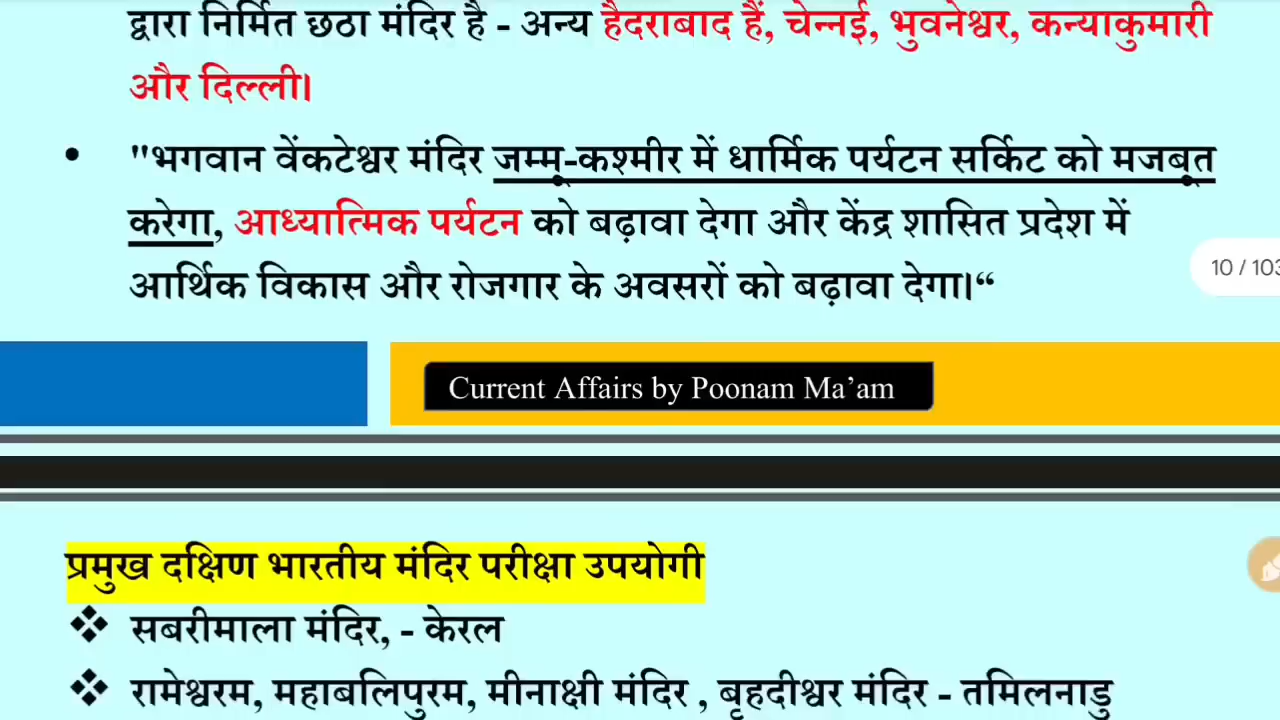 द्वारा निर्मित छठा मंदिर है - अन्य हैदराबाद हैं, चेन्नई, भुवनेश्वर, कन्याकुमारी
और दिल्ली।
• "भगवान वेंकटेश्वर मंदिर जम्मू-कश्मीर में धार्मिक पर्यटन सर्किट को मजबूत
करेगा, आध्यात्मिक पर्यटन को बढ़ावा देगा और केंद्र शासित प्रदेश में
आर्थिक विकास और रोजगार के अवसरों को बढ़ावा देगा।“
10 / 103
Current Affairs by Poonam Ma’am
प्रमुख दक्षिण भारतीय मंदिर परीक्षा उपयोगी
❖ सबरीमाला मंदिर, - केरल
❖ रामेश्वरम, महाबलिपुरम, मीनाक्षी मंदिर , बृहदीश्वर मंदिर - तमिलनाडु